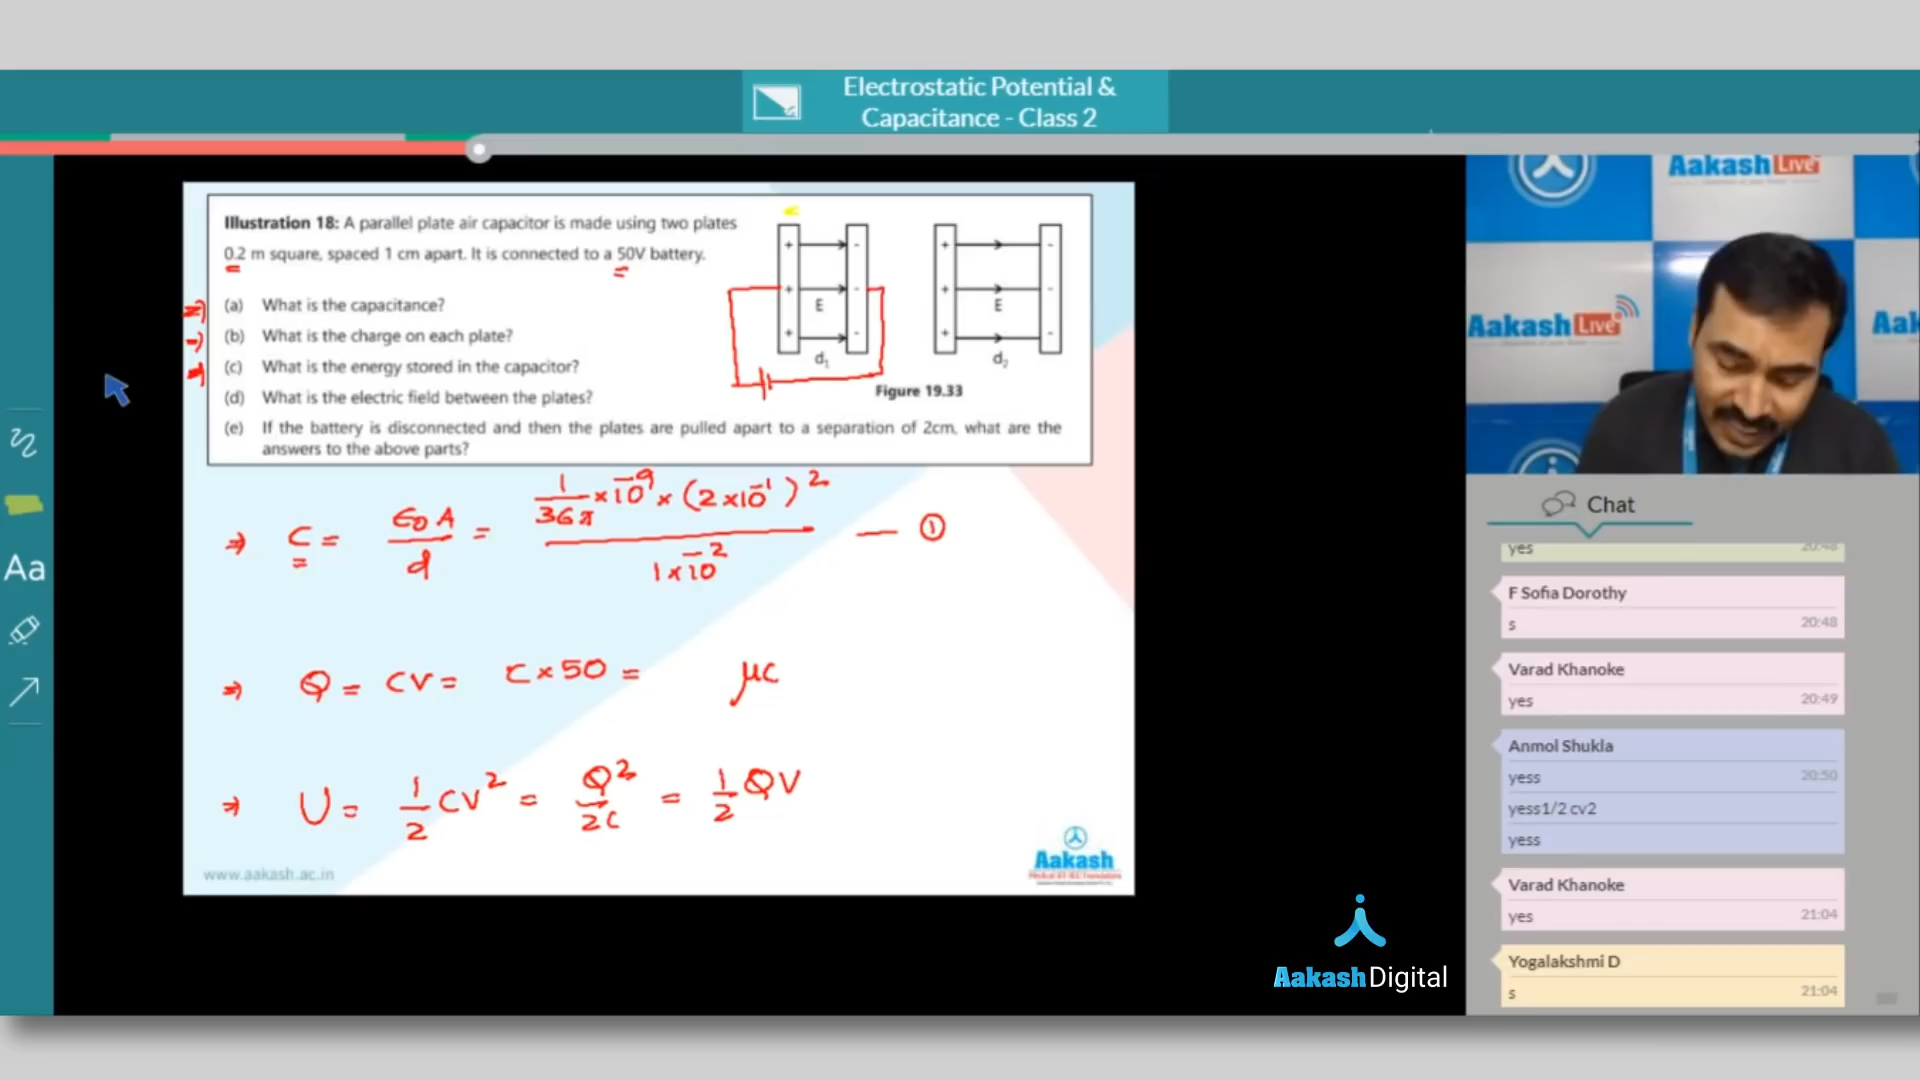 Electrostatic Potential &
Capacitance - Class 2
Illustration 18: A parallel plate air capacitor is made using two plates
0.2 m square, spaced 1 cm apart. It is connected to a 50V battery.
(a) What is the capacitance?
(b) What is the charge on each plate?
(c) What is the energy stored in the capacitor?
(d) What is the electric field between the plates?
(e) If the battery is disconnected and then the plates are pulled apart to a separation of 2cm, what are the
answers to the above parts?
+ -
+ E -
+ -
d₁
+ -
+ E -
+ -
d₂
Figure 19.33
⇒ C = ε₀A/d = 1/36π × 10⁻⁹ × (2 × 10⁻¹)² / 1 × 10⁻² — ①
⇒ Q = CV = C × 50 = μC
⇒ U = 1/2 CV² = Q²/2C = 1/2 QV
www.aakash.ac.in
Aakash
Aakash Live
Aakash Live
Aak
Aa
Aakash Digital
Chat
yes 20:48
F Sofia Dorothy
s 20:48
Varad Khanoke
yes 20:49
Anmol Shukla
yess 20:50
yess1/2 cv2
yess
Varad Khanoke
yes 21:04
Yogalakshmi D
s 21:04